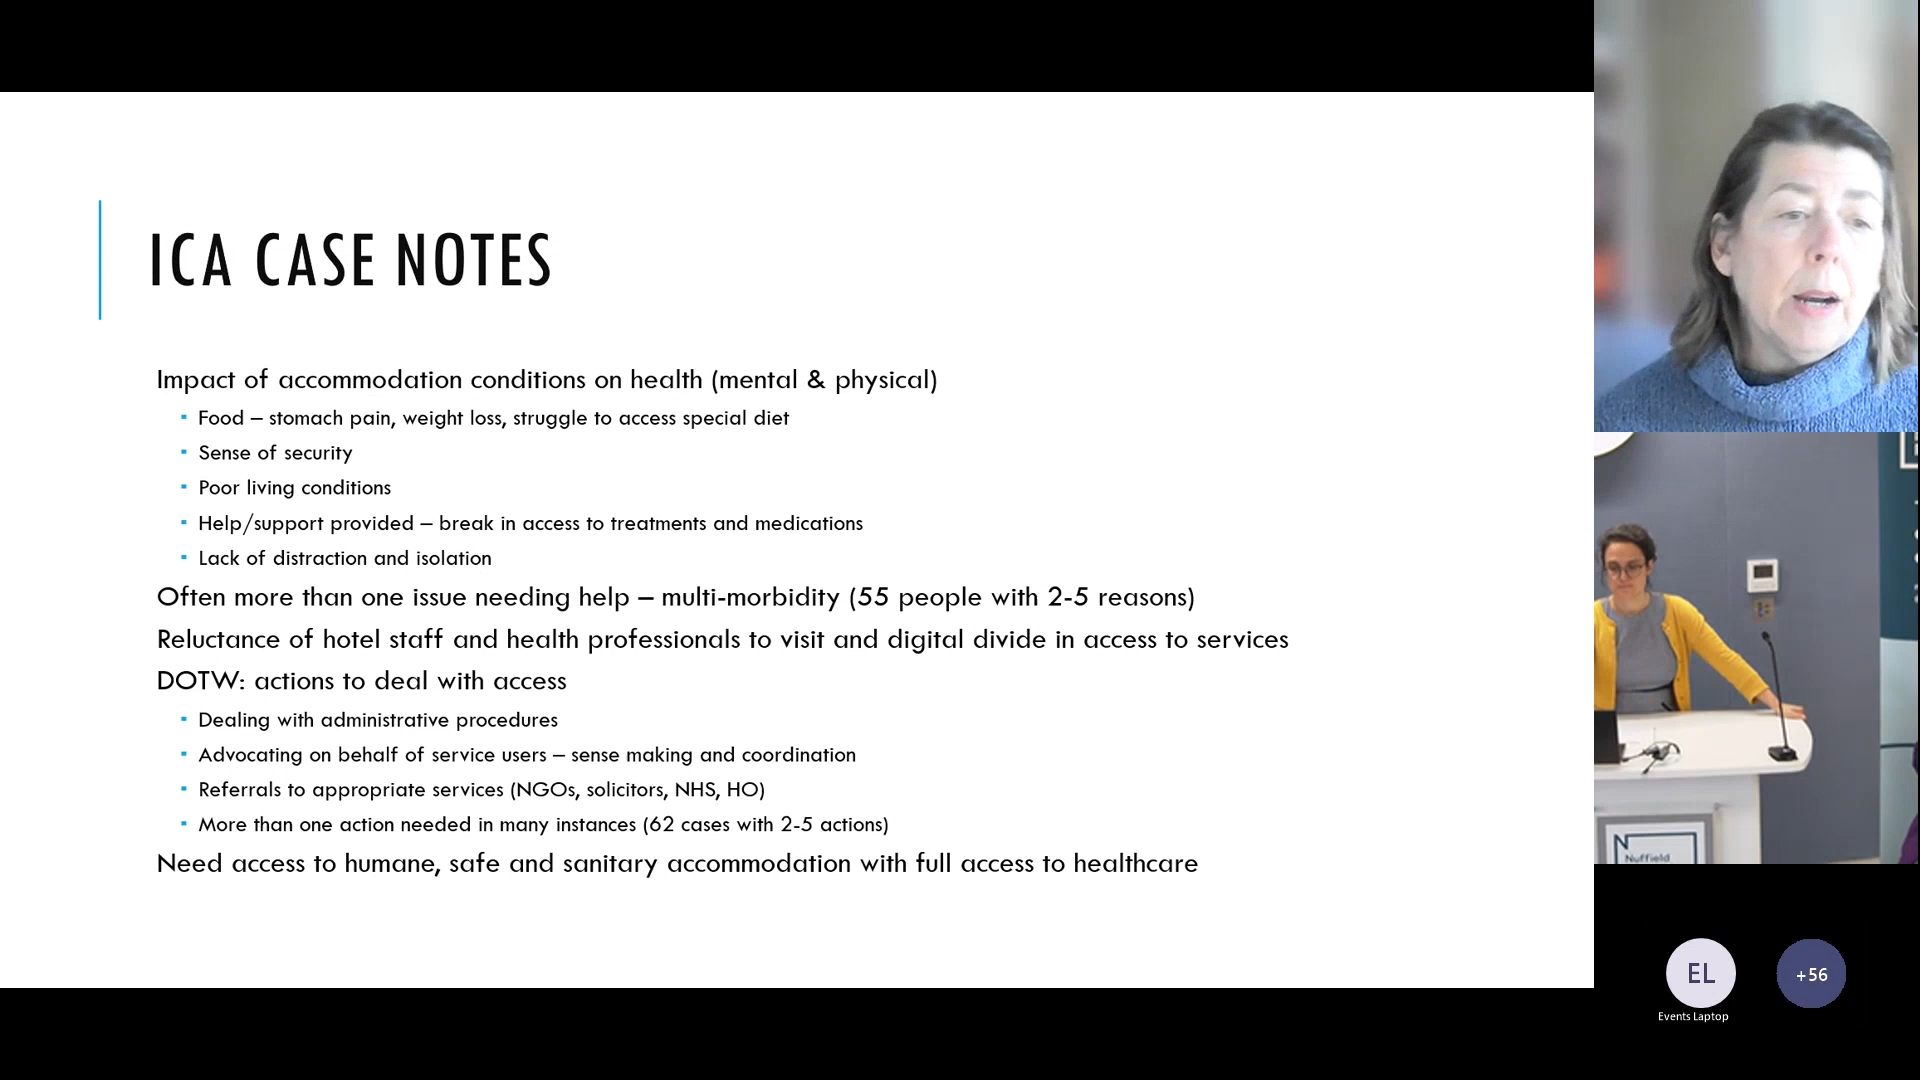 ICA CASE NOTES
Impact of accommodation conditions on health (mental & physical)
▪ Food – stomach pain, weight loss, struggle to access special diet
▪ Sense of security
▪ Poor living conditions
▪ Help/support provided – break in access to treatments and medications
▪ Lack of distraction and isolation
Often more than one issue needing help – multi-morbidity (55 people with 2-5 reasons)
Reluctance of hotel staff and health professionals to visit and digital divide in access to services
DOTW: actions to deal with access
▪ Dealing with administrative procedures
▪ Advocating on behalf of service users – sense making and coordination
▪ Referrals to appropriate services (NGOs, solicitors, NHS, HO)
▪ More than one action needed in many instances (62 cases with 2-5 actions)
Need access to humane, safe and sanitary accommodation with full access to healthcare
N
Nuffield
EL
+56
Events Laptop